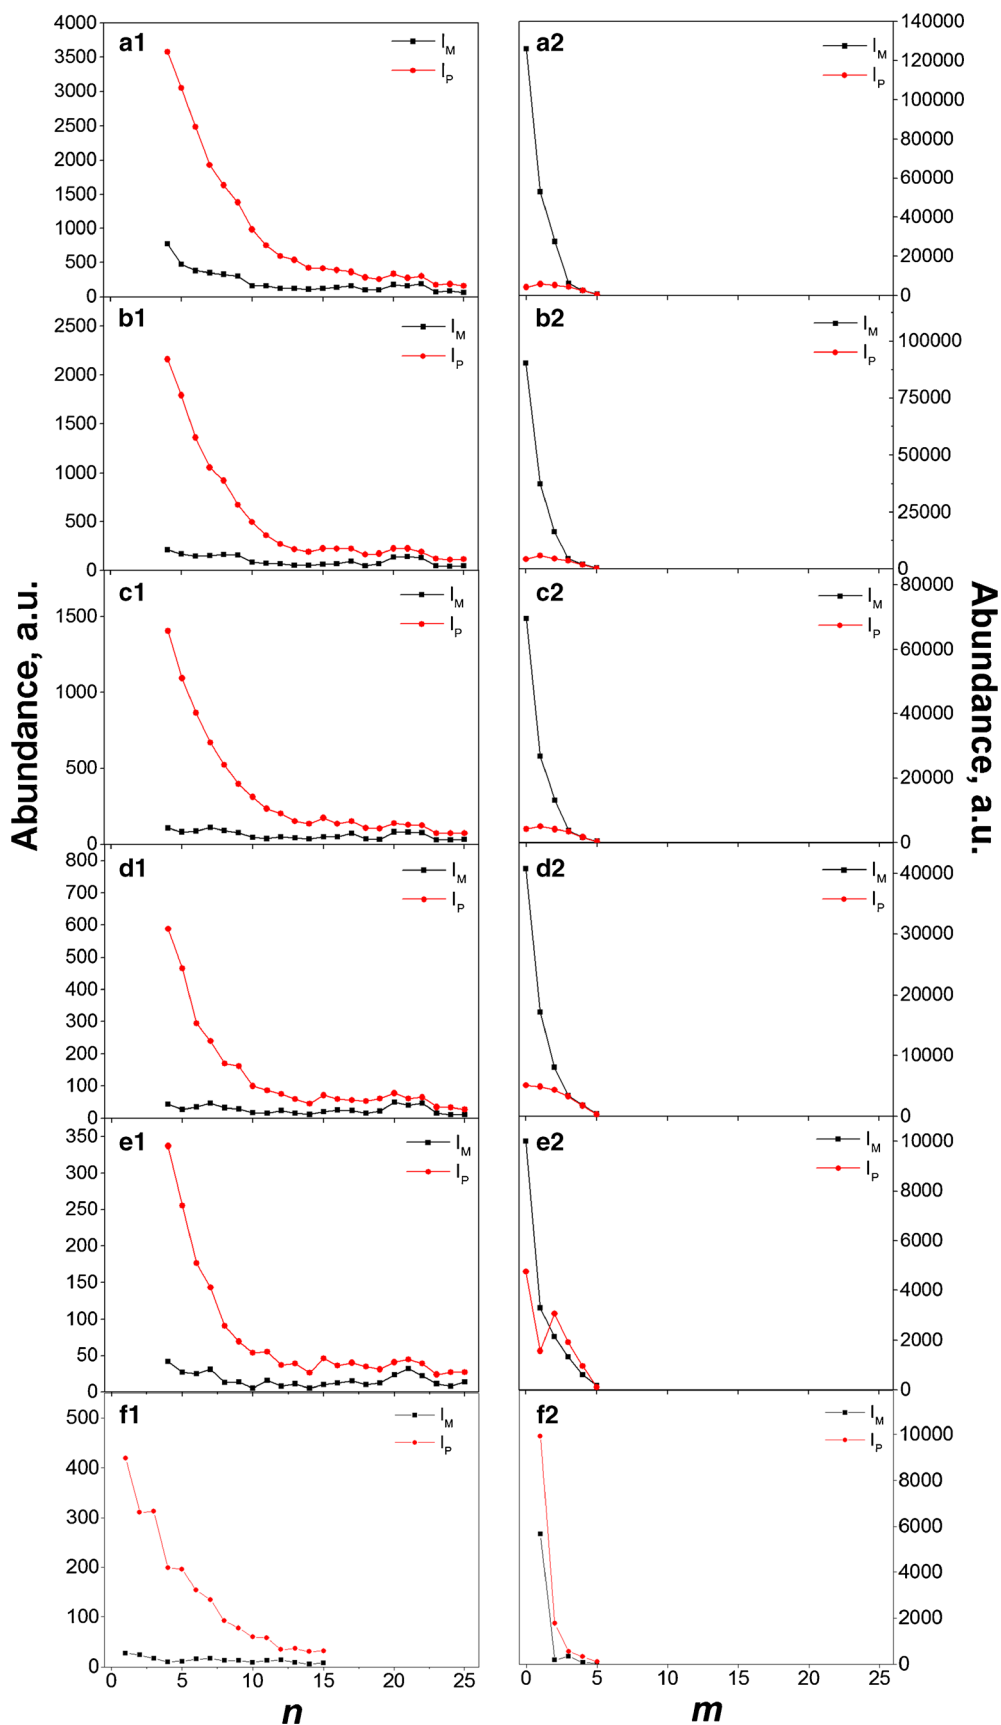 a1
I_M
I_P
4000
3500
3000
2500
2000
1500
1000
500
0
a2
I_M
I_P
140000
120000
100000
80000
60000
40000
20000
0
b1
I_M
I_P
2500
2000
1500
1000
500
0
b2
I_M
I_P
100000
75000
50000
25000
0
c1
I_M
I_P
1500
1000
500
0
c2
I_M
I_P
80000
60000
40000
20000
0
d1
I_M
I_P
800
700
600
500
400
300
200
100
0
d2
I_M
I_P
40000
30000
20000
10000
0
e1
I_M
I_P
350
300
250
200
150
100
50
0
e2
I_M
I_P
10000
8000
6000
4000
2000
0
f1
I_M
I_P
500
400
300
200
100
0
f2
I_M
I_P
10000
8000
6000
4000
2000
0
0 5 10 15 20 25
0 5 10 15 20 25
n
m
Abundance, a.u.
Abundance, a.u.